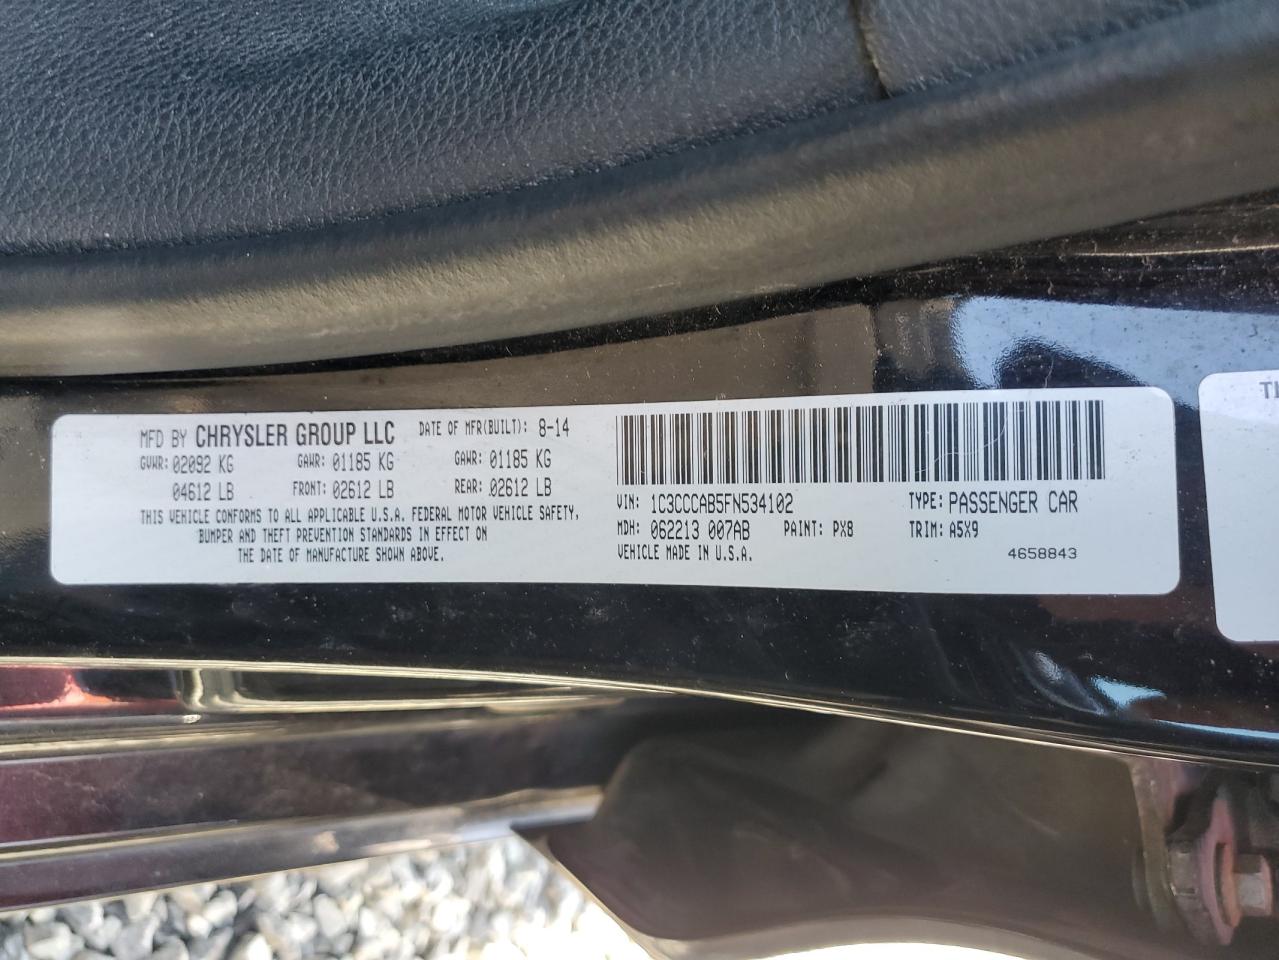 MFD BY CHRYSLER GROUP LLC DATE OF MFR(BUILT): 8-14
GVWR: 02092 KG GAWR: 01185 KG GAWR: 01185 KG
04612 LB FRONT: 02612 LB REAR: 02612 LB
THIS VEHICLE CONFORMS TO ALL APPLICABLE U.S.A. FEDERAL MOTOR VEHICLE SAFETY,
BUMPER AND THEFT PREVENTION STANDARDS IN EFFECT ON
THE DATE OF MANUFACTURE SHOWN ABOVE.
VIN: 1C3CCCAB5FN534102 TYPE: PASSENGER CAR
MDH: 062213 007AB PAINT: PX8 TRIM: A5X9
VEHICLE MADE IN U.S.A. 4658843